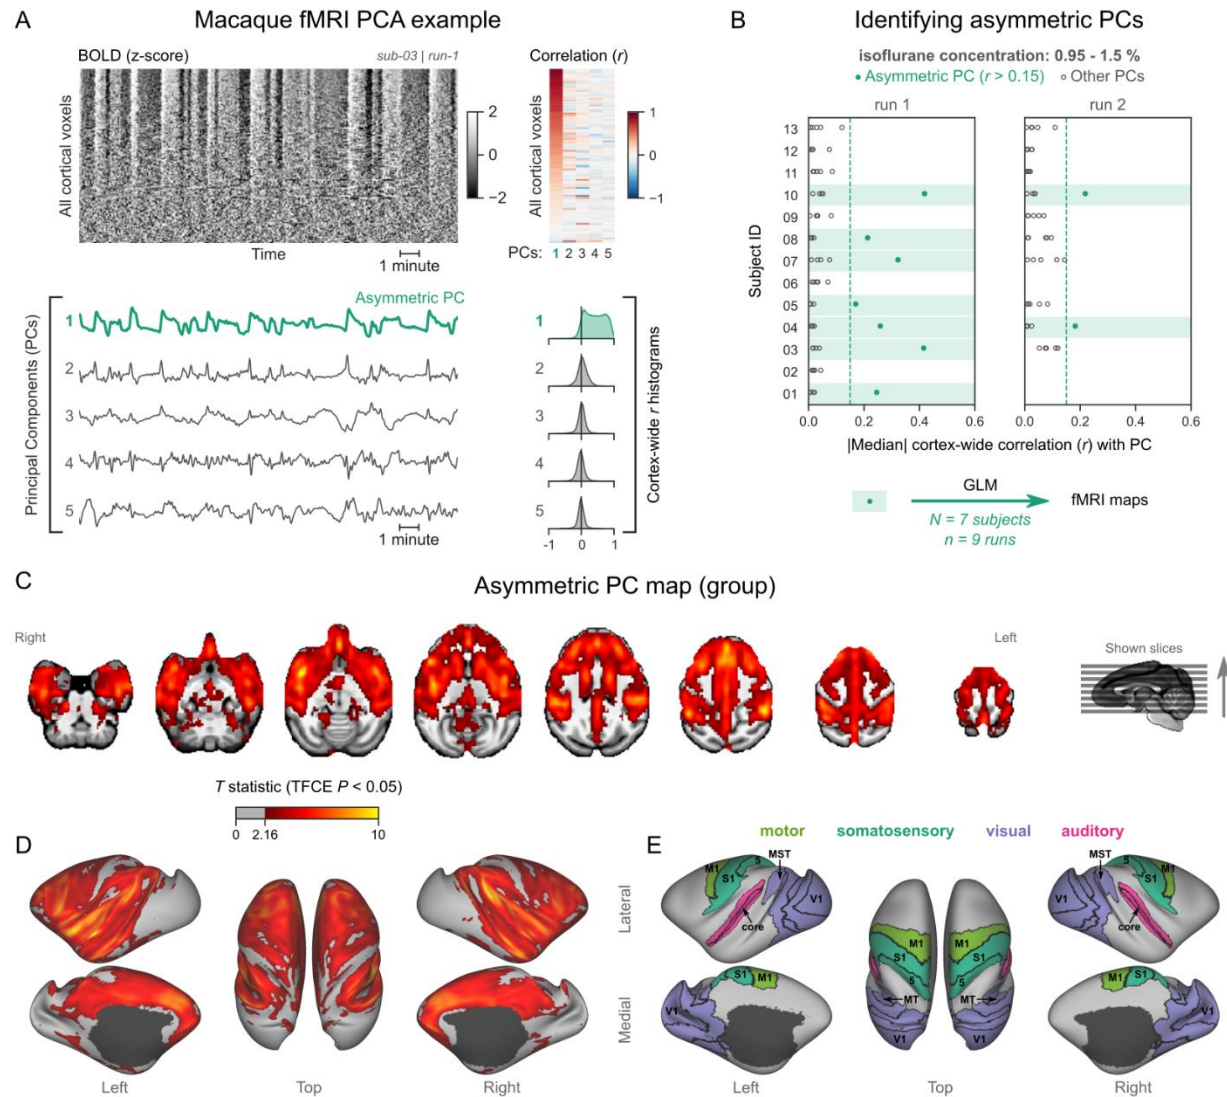 A
Macaque fMRI PCA example
BOLD (z-score)
sub-03 | run-1
All cortical voxels
2
0
−2
Time
1 minute
Correlation (r)
All cortical voxels
1
0
−1
PCs: 1 2 3 4 5
Principal Components (PCs)
Asymmetric PC
1
2
3
4
5
1 minute
1
2
3
4
5
-1 0 1
Cortex-wide r histograms
B
Identifying asymmetric PCs
isoflurane concentration: 0.95 - 1.5 %
Asymmetric PC (r > 0.15)
Other PCs
run 1
run 2
Subject ID
13
12
11
10
09
08
07
06
05
04
03
02
01
0.0 0.2 0.4 0.6
0.0 0.2 0.4 0.6
|Median| cortex-wide correlation (r) with PC
GLM
fMRI maps
N = 7 subjects
n = 9 runs
C
Asymmetric PC map (group)
Right
Left
Shown slices
T statistic (TFCE P < 0.05)
0 2.16 10
D
Lateral
Medial
Left
Top
Right
E
motor somatosensory visual auditory
M1
S1
5
MST
V1
core
S1
M1
V1
M1
M1
S1
S1
5
5
MT
MT
V1
V1
MST
5
M1
S1
V1
core
M1
S1
V1
Left
Top
Right